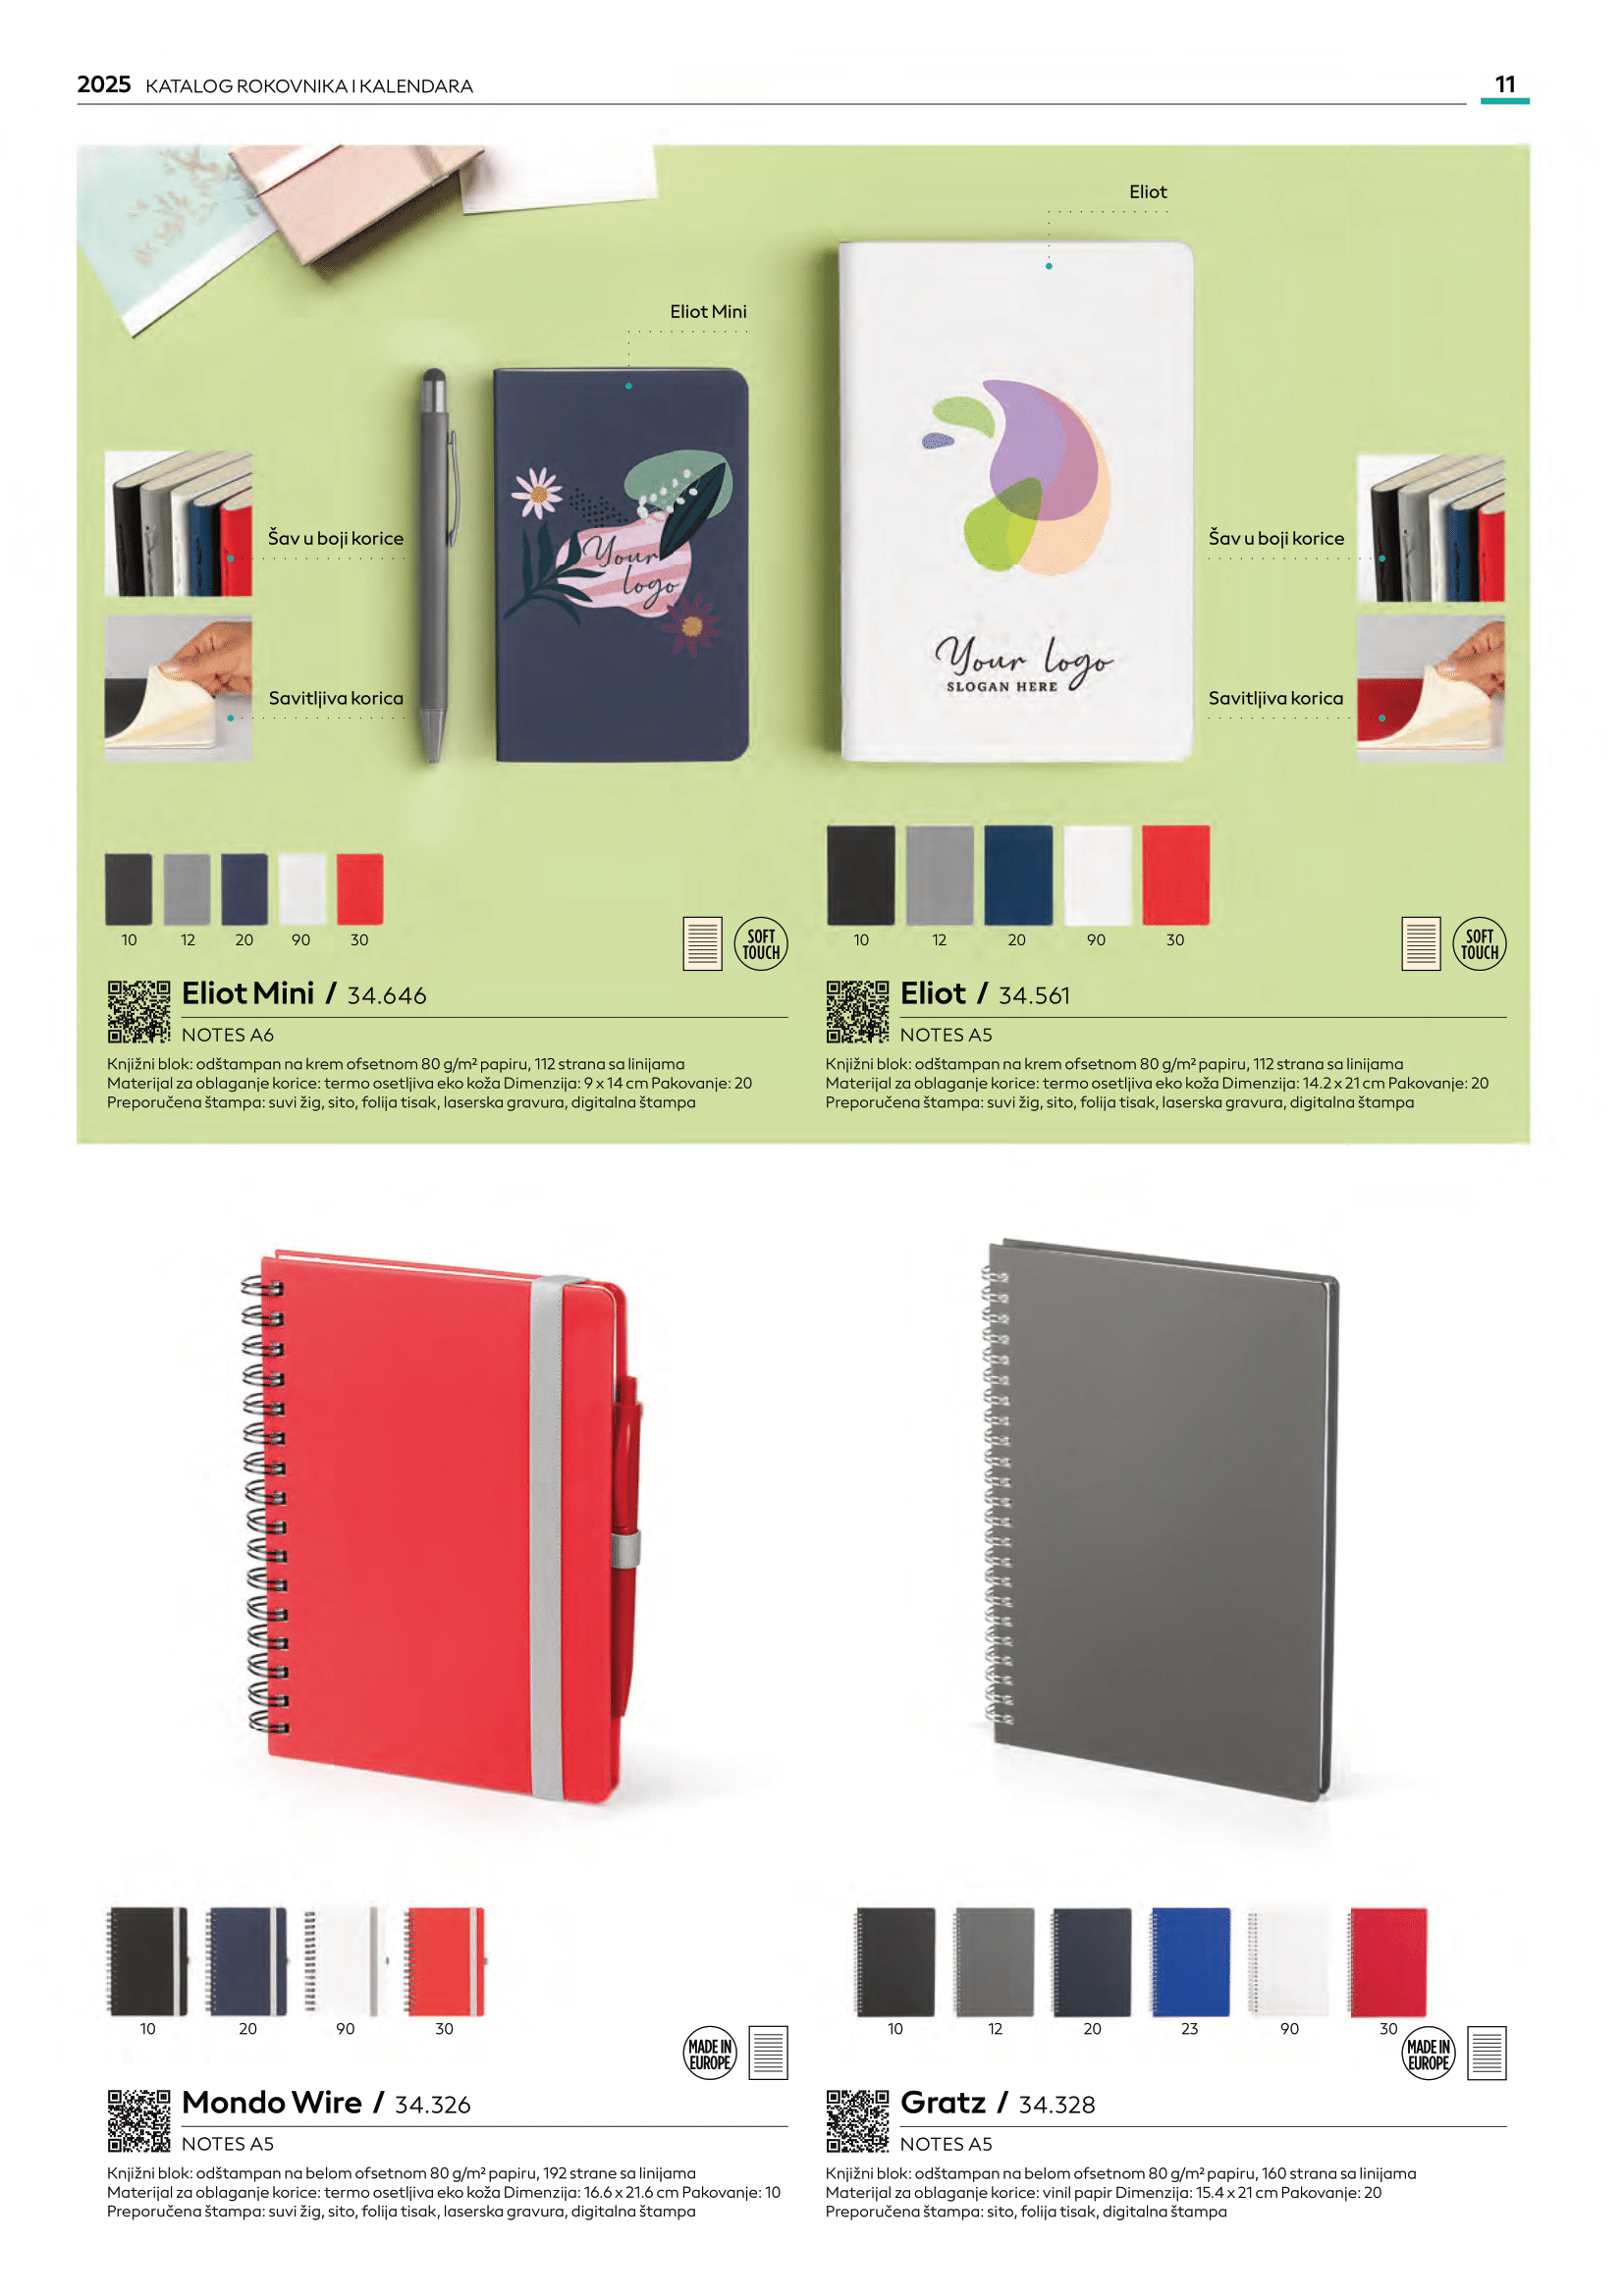 2025 KATALOG ROKOVNIKA I KALENDARA
11
Eliot
Eliot Mini
Your
logo
Šav u boji korice
Šav u boji korice
Your logo
SLOGAN HERE
Savitljiva korica
Savitljiva korica
10 12 20 90 30
SOFT
TOUCH
10 12 20 90 30
SOFT
TOUCH
Eliot Mini / 34.646
NOTES A6
Knjižni blok: odštampan na krem ofsetnom 80 g/m² papiru, 112 strana sa linijama
Materijal za oblaganje korice: termo osetljiva eko koža Dimenzija: 9 x 14 cm Pakovanje: 20
Preporučena štampa: suvi žig, sito, folija tisak, laserska gravura, digitalna štampa
Eliot / 34.561
NOTES A5
Knjižni blok: odštampan na krem ofsetnom 80 g/m² papiru, 112 strana sa linijama
Materijal za oblaganje korice: termo osetljiva eko koža Dimenzija: 14.2 x 21 cm Pakovanje: 20
Preporučena štampa: suvi žig, sito, folija tisak, laserska gravura, digitalna štampa
10 20 90 30
MADE IN
EUROPE
10 12 20 23 90 30
MADE IN
EUROPE
Mondo Wire / 34.326
NOTES A5
Knjižni blok: odštampan na belom ofsetnom 80 g/m² papiru, 192 strane sa linijama
Materijal za oblaganje korice: termo osetljiva eko koža Dimenzija: 16.6 x 21.6 cm Pakovanje: 10
Preporučena štampa: suvi žig, sito, folija tisak, laserska gravura, digitalna štampa
Gratz / 34.328
NOTES A5
Knjižni blok: odštampan na belom ofsetnom 80 g/m² papiru, 160 strana sa linijama
Materijal za oblaganje korice: vinil papir Dimenzija: 15.4 x 21 cm Pakovanje: 20
Preporučena štampa: sito, folija tisak, digitalna štampa